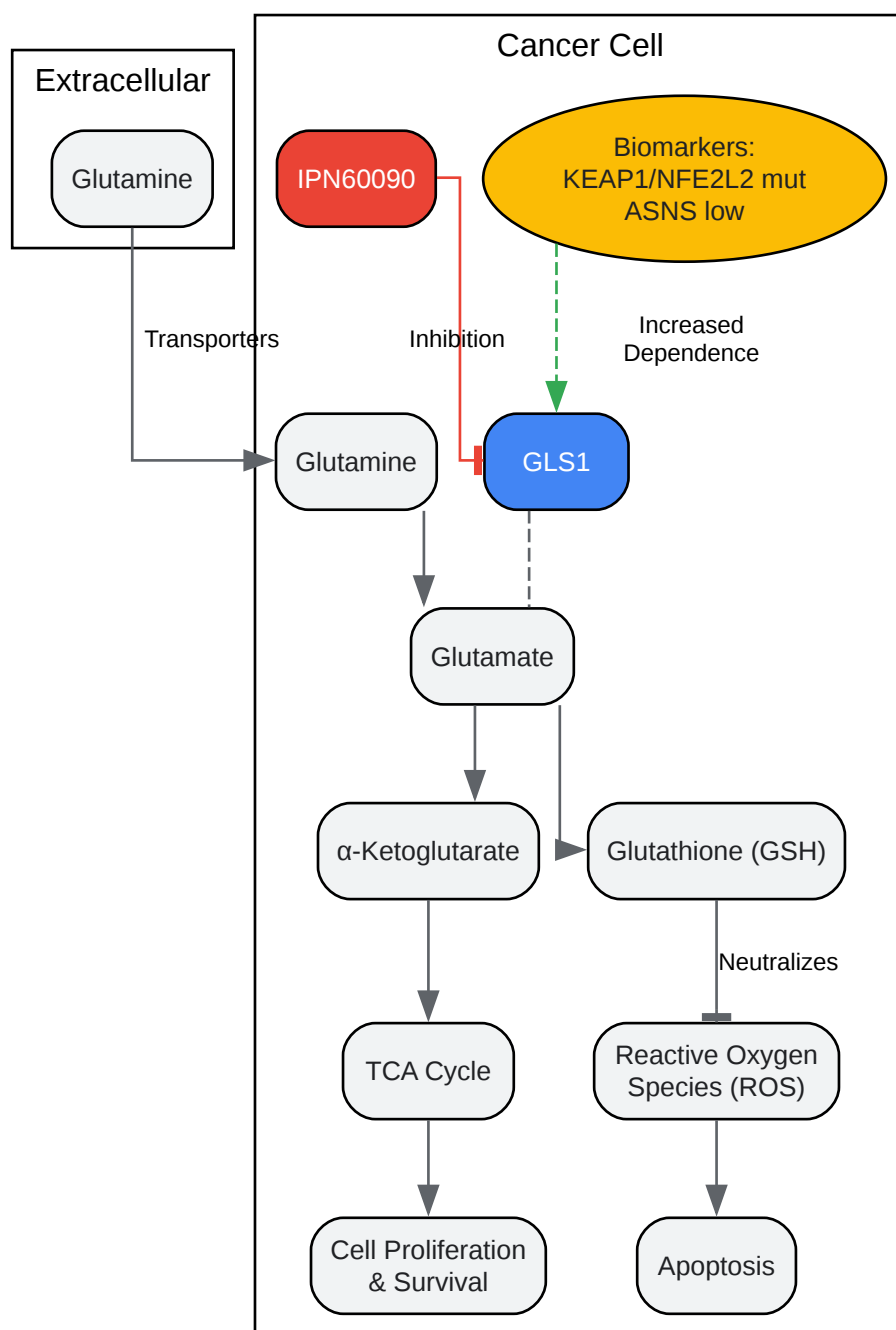 Cancer Cell
Extracellular
Glutamine
IPN60090
Biomarkers:
KEAP1/NFE2L2 mut
ASNS low
Transporters
Inhibition
Increased
Dependence
Glutamine
GLS1
Glutamate
α-Ketoglutarate
Glutathione (GSH)
Neutralizes
TCA Cycle
Reactive Oxygen
Species (ROS)
Cell Proliferation
& Survival
Apoptosis